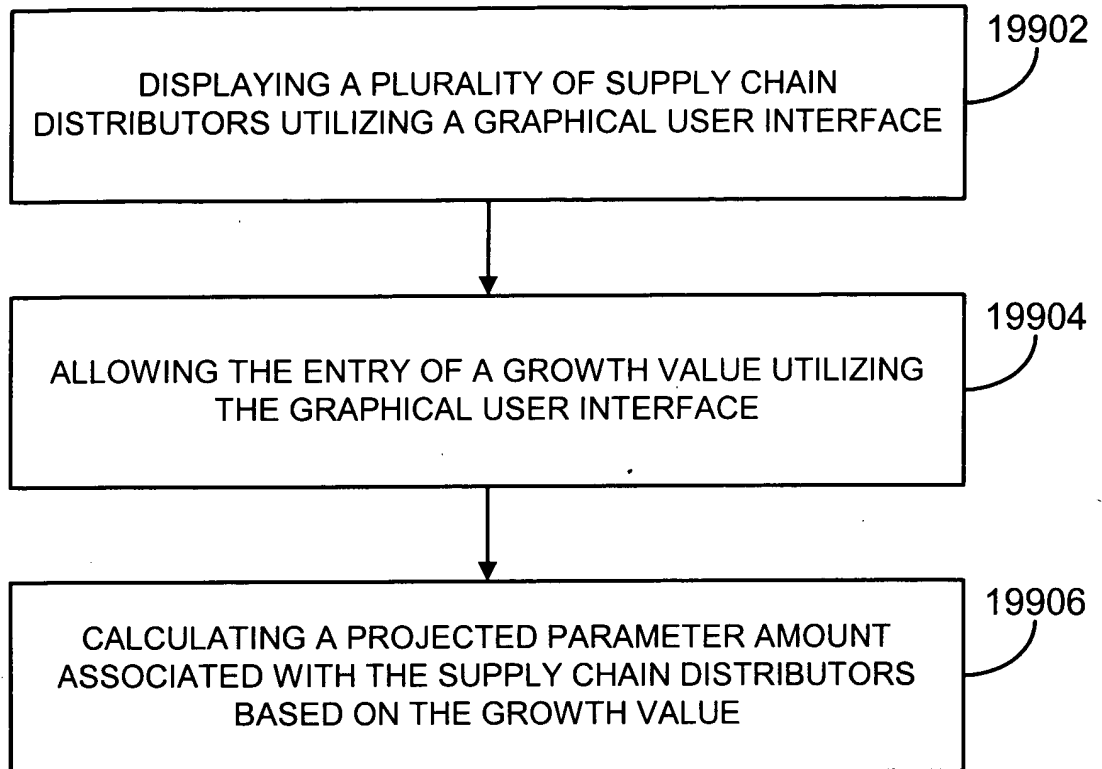 19902
DISPLAYING A PLURALITY OF SUPPLY CHAIN
DISTRIBUTORS UTILIZING A GRAPHICAL USER INTERFACE
19904
ALLOWING THE ENTRY OF A GROWTH VALUE UTILIZING
THE GRAPHICAL USER INTERFACE
19906
CALCULATING A PROJECTED PARAMETER AMOUNT
ASSOCIATED WITH THE SUPPLY CHAIN DISTRIBUTORS
BASED ON THE GROWTH VALUE